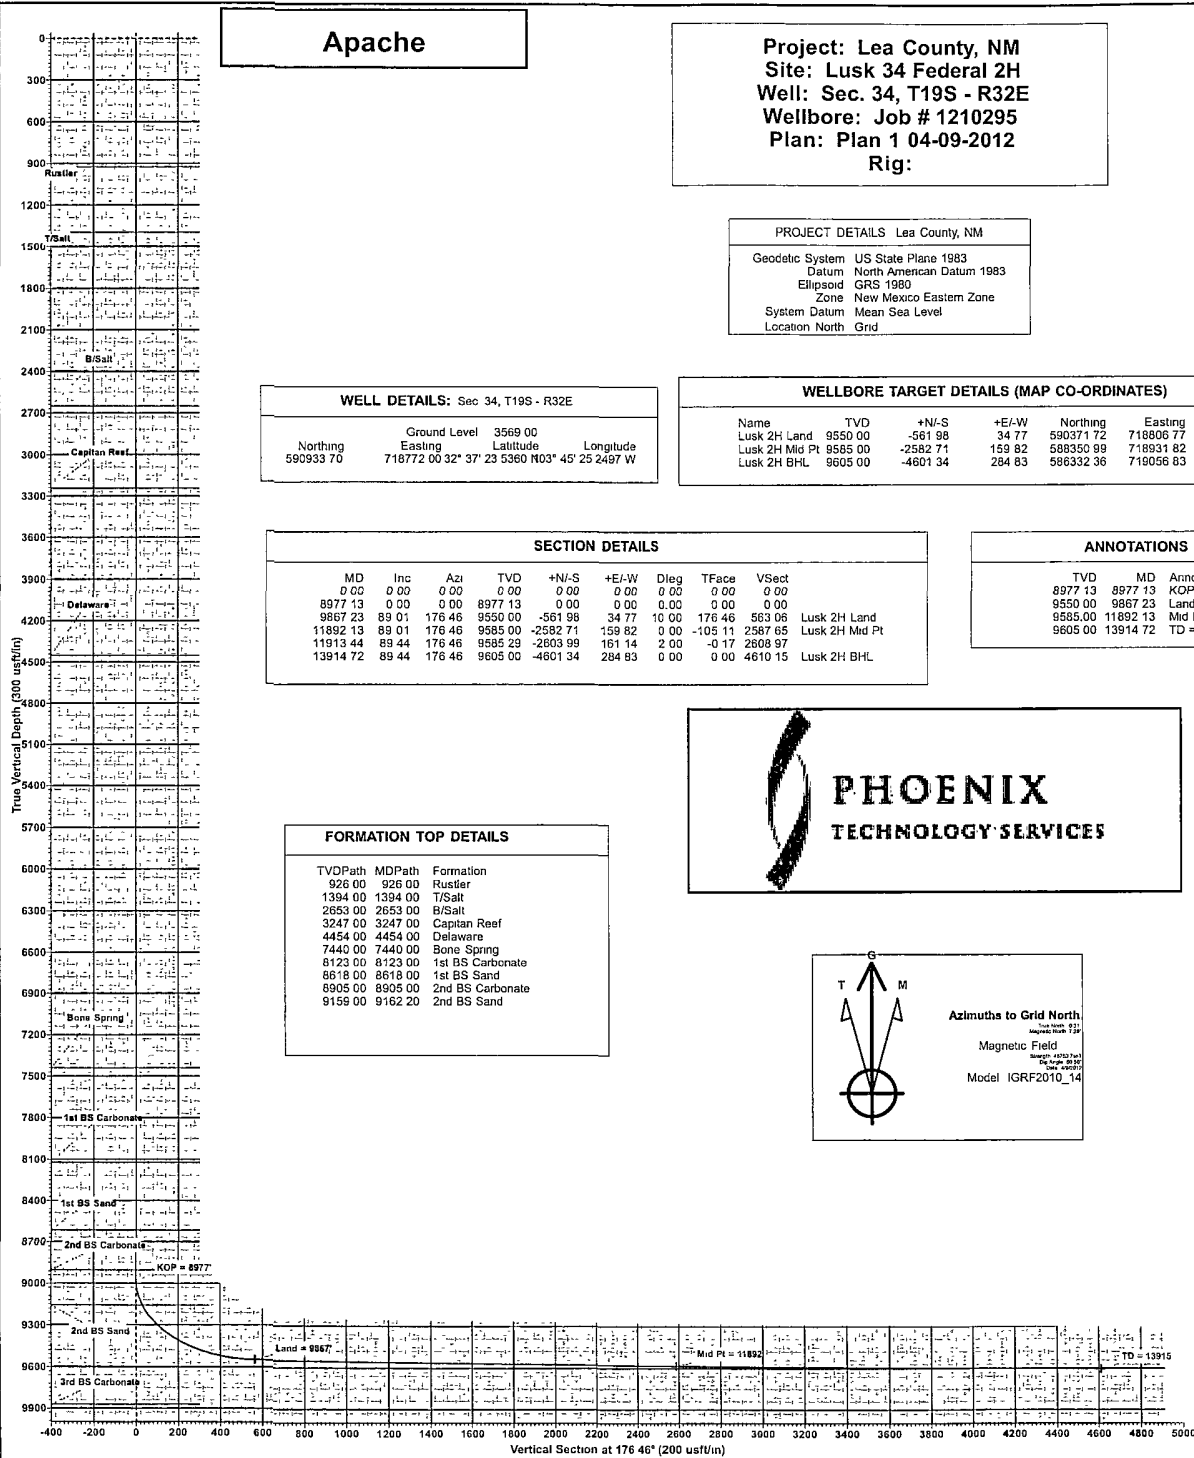 Apache
Project: Lea County, NM
Site: Lusk 34 Federal 2H
Well: Sec. 34, T19S - R32E
Wellbore: Job # 1210295
Plan: Plan 1 04-09-2012
Rig:
PROJECT DETAILS Lea County, NM
Geodetic System US State Plane 1983
Datum North American Datum 1983
Ellipsoid GRS 1980
Zone New Mexico Eastern Zone
System Datum Mean Sea Level
Location North Grid
WELL DETAILS: Sec 34, T19S - R32E
Ground Level 3569 00
Northing Easting Latitude Longitude
590933 70 718772 00 32° 37' 23 5360 N 103° 45' 25 2497 W
WELLBORE TARGET DETAILS (MAP CO-ORDINATES)
Name TVD +N/-S +E/-W Northing Easting
Lusk 2H Land 9550 00 -561 98 34 77 590371 72 718806 77
Lusk 2H Mid Pt 9585 00 -2582 71 159 82 588350 99 718931 82
Lusk 2H BHL 9605 00 -4601 34 284 83 586332 36 719056 83
SECTION DETAILS
MD Inc Azi TVD +N/-S +E/-W Dleg TFace VSect
0 00 0 00 0 00 0 00 0 00 0 00 0 00 0 00 0 00
8977 13 0 00 0 00 8977 13 0 00 0 00 0.00 0 00 0 00
9867 23 89 01 176 46 9550 00 -561 98 34 77 10 00 176 46 563 06 Lusk 2H Land
11892 13 89 01 176 46 9585 00 -2582 71 159 82 0 00 -105 11 2587 65 Lusk 2H Mid Pt
11913 44 89 44 176 46 9585 29 -2603 99 161 14 2 00 -0 17 2608 97
13914 72 89 44 176 46 9605 00 -4601 34 284 83 0 00 0 00 4610 15 Lusk 2H BHL
ANNOTATIONS
TVD MD Anno
8977 13 8977 13 KOP
9550 00 9867 23 Land
9585.00 11892 13 Mid
9605 00 13914 72 TD =
PHOENIX
TECHNOLOGY SERVICES
FORMATION TOP DETAILS
TVDPath MDPath Formation
926 00 926 00 Rustler
1394 00 1394 00 T/Salt
2653 00 2653 00 B/Salt
3247 00 3247 00 Capitan Reef
4454 00 4454 00 Delaware
7440 00 7440 00 Bone Spring
8123 00 8123 00 1st BS Carbonate
8618 00 8618 00 1st BS Sand
8905 00 8905 00 2nd BS Carbonate
9159 00 9162 20 2nd BS Sand
G
T M
Azimuths to Grid North
Magnetic Field
Model IGRF2010_14
True Vertical Depth (300 usft/in)
0
300
600
900
Rustler
1200
T/Salt
1500
1800
2100
B/Salt
2400
2700
Capitan Reef
3000
3300
3600
3900
Delaware
4200
4500
4800
5100
5400
5700
6000
6300
6600
6900
Bone Spring
7200
7500
1st BS Carbonate
7800
8100
1st BS Sand
8400
8700
2nd BS Carbonate
KOP = 8977'
9000
9300
2nd BS Sand
Land = 9867'
Mid Pt = 11892
TD = 13915
9600
3rd BS Carbonate
9900
-400 -200 0 200 400 600 800 1000 1200 1400 1600 1800 2000 2200 2400 2600 2800 3000 3200 3400 3600 3800 4000 4200 4400 4600 4800 5000
Vertical Section at 176 46° (200 usft/in)